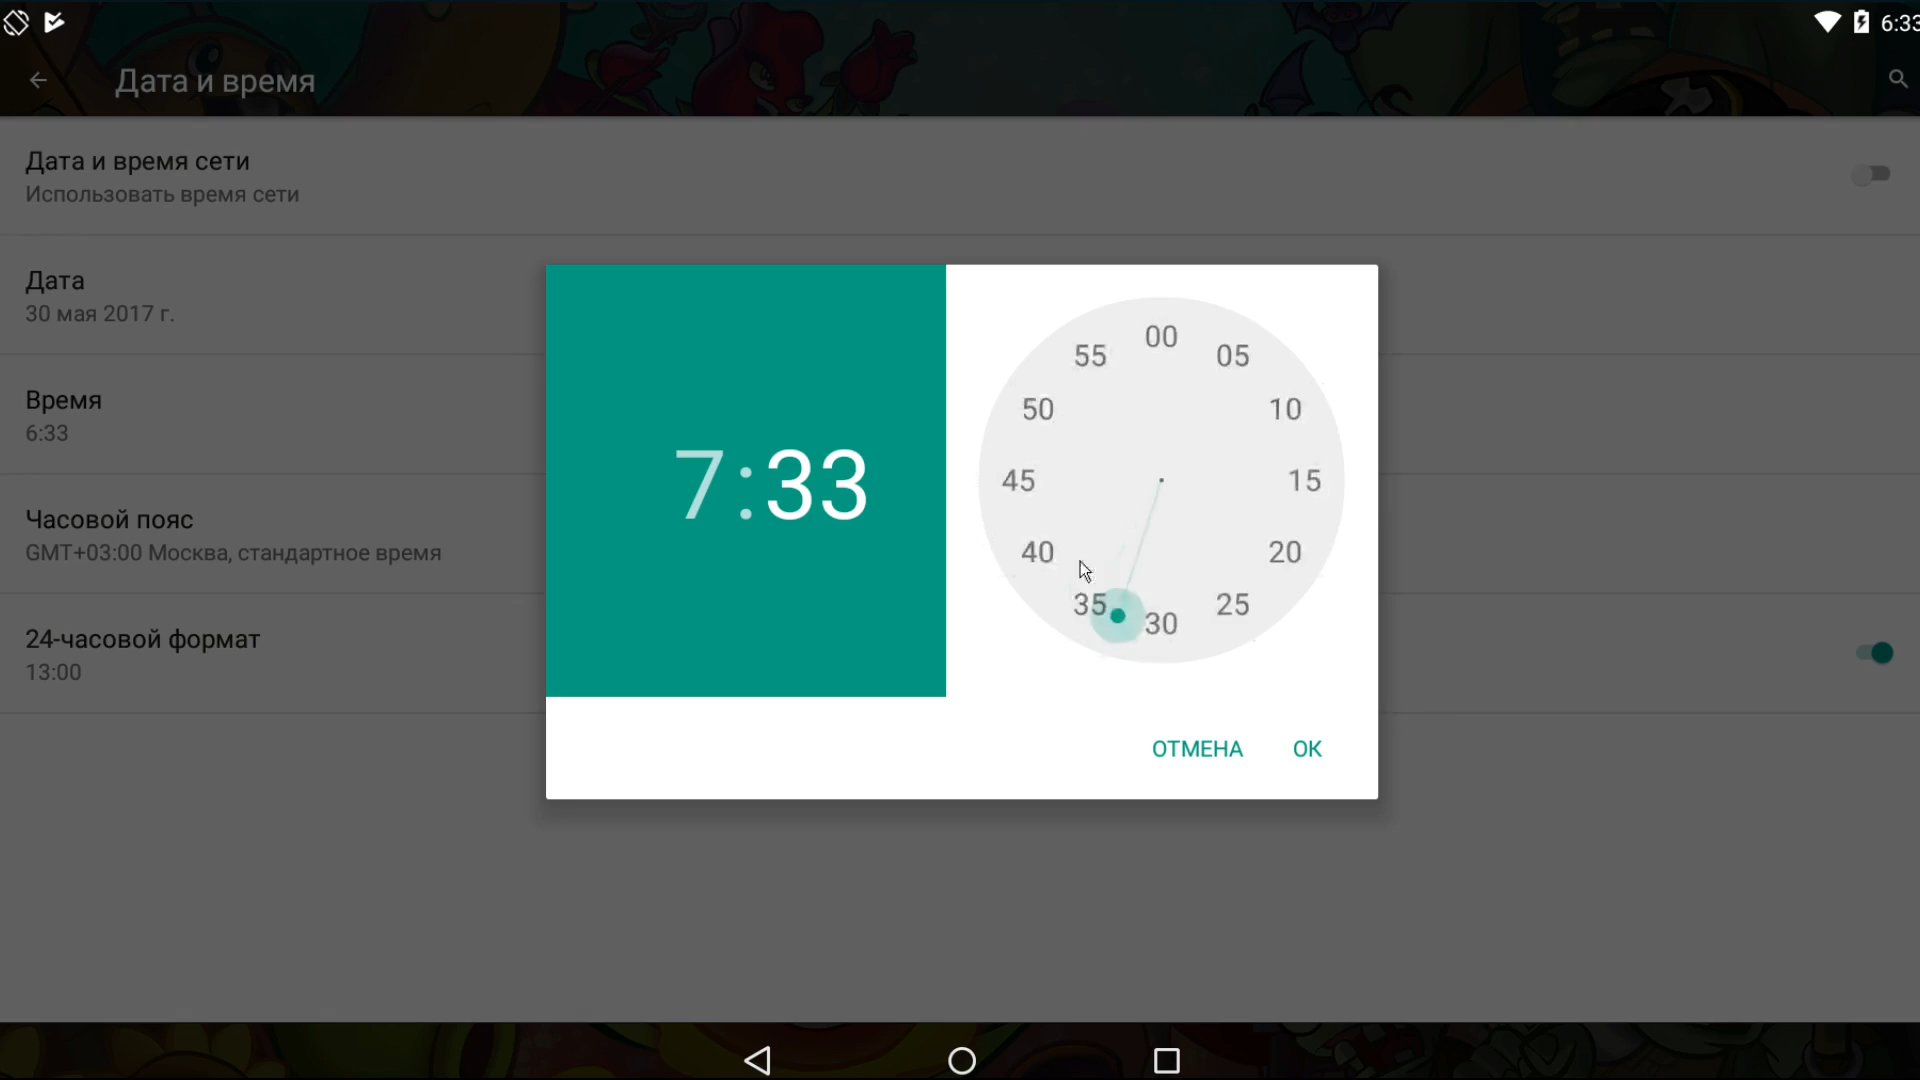 6:33
Дата и время
Дата и время сети
Использовать время сети
Дата
30 мая 2017 г.
Время
6:33
Часовой пояс
GMT+03:00 Москва, стандартное время
24-часовой формат
13:00
7:33
00
05
10
15
20
25
30
35
40
45
50
55
ОТМЕНА
ОК